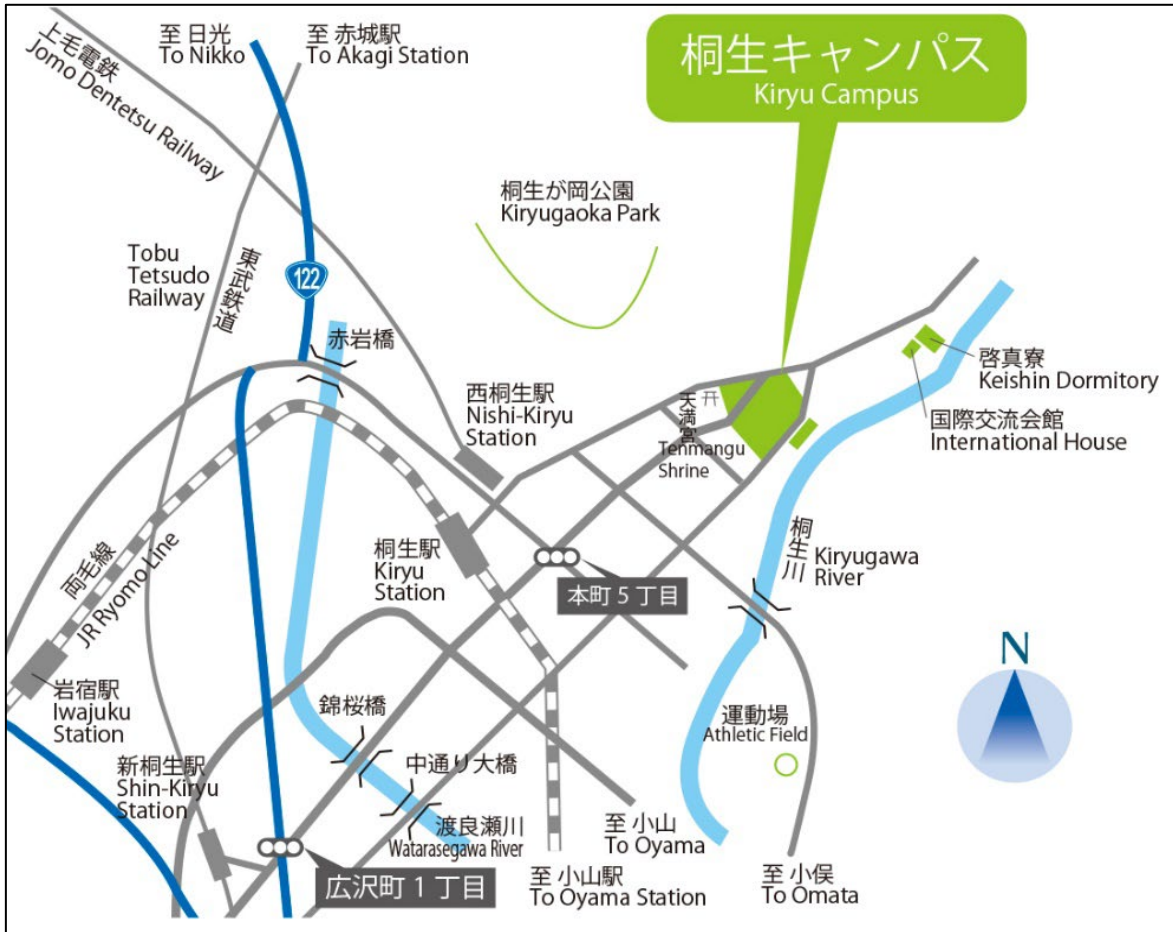 上毛電鉄
Jomo Dentetsu Railway
至 日光
To Nikko
至 赤城駅
To Akagi Station
桐生キャンパス
Kiryu Campus
桐生が岡公園
Kiryugaoka Park
Tobu
Tetsudo
Railway
東武鉄道
122
赤岩橋
西桐生駅
Nishi-Kiryu
Station
天満宮
Tenmangu
Shrine
啓真寮
Keishin Dormitory
国際交流会館
International House
両毛線
JR Ryomo Line
桐生駅
Kiryu
Station
本町 5 丁目
桐生川
Kiryugawa
River
N
岩宿駅
Iwajuku
Station
錦桜橋
運動場
Athletic Field
新桐生駅
Shin-Kiryu
Station
中通り大橋
渡良瀬川
Watarasegawa River
至 小山
To Oyama
広沢町 1 丁目
至 小山駅
To Oyama Station
至 小俣
To Omata